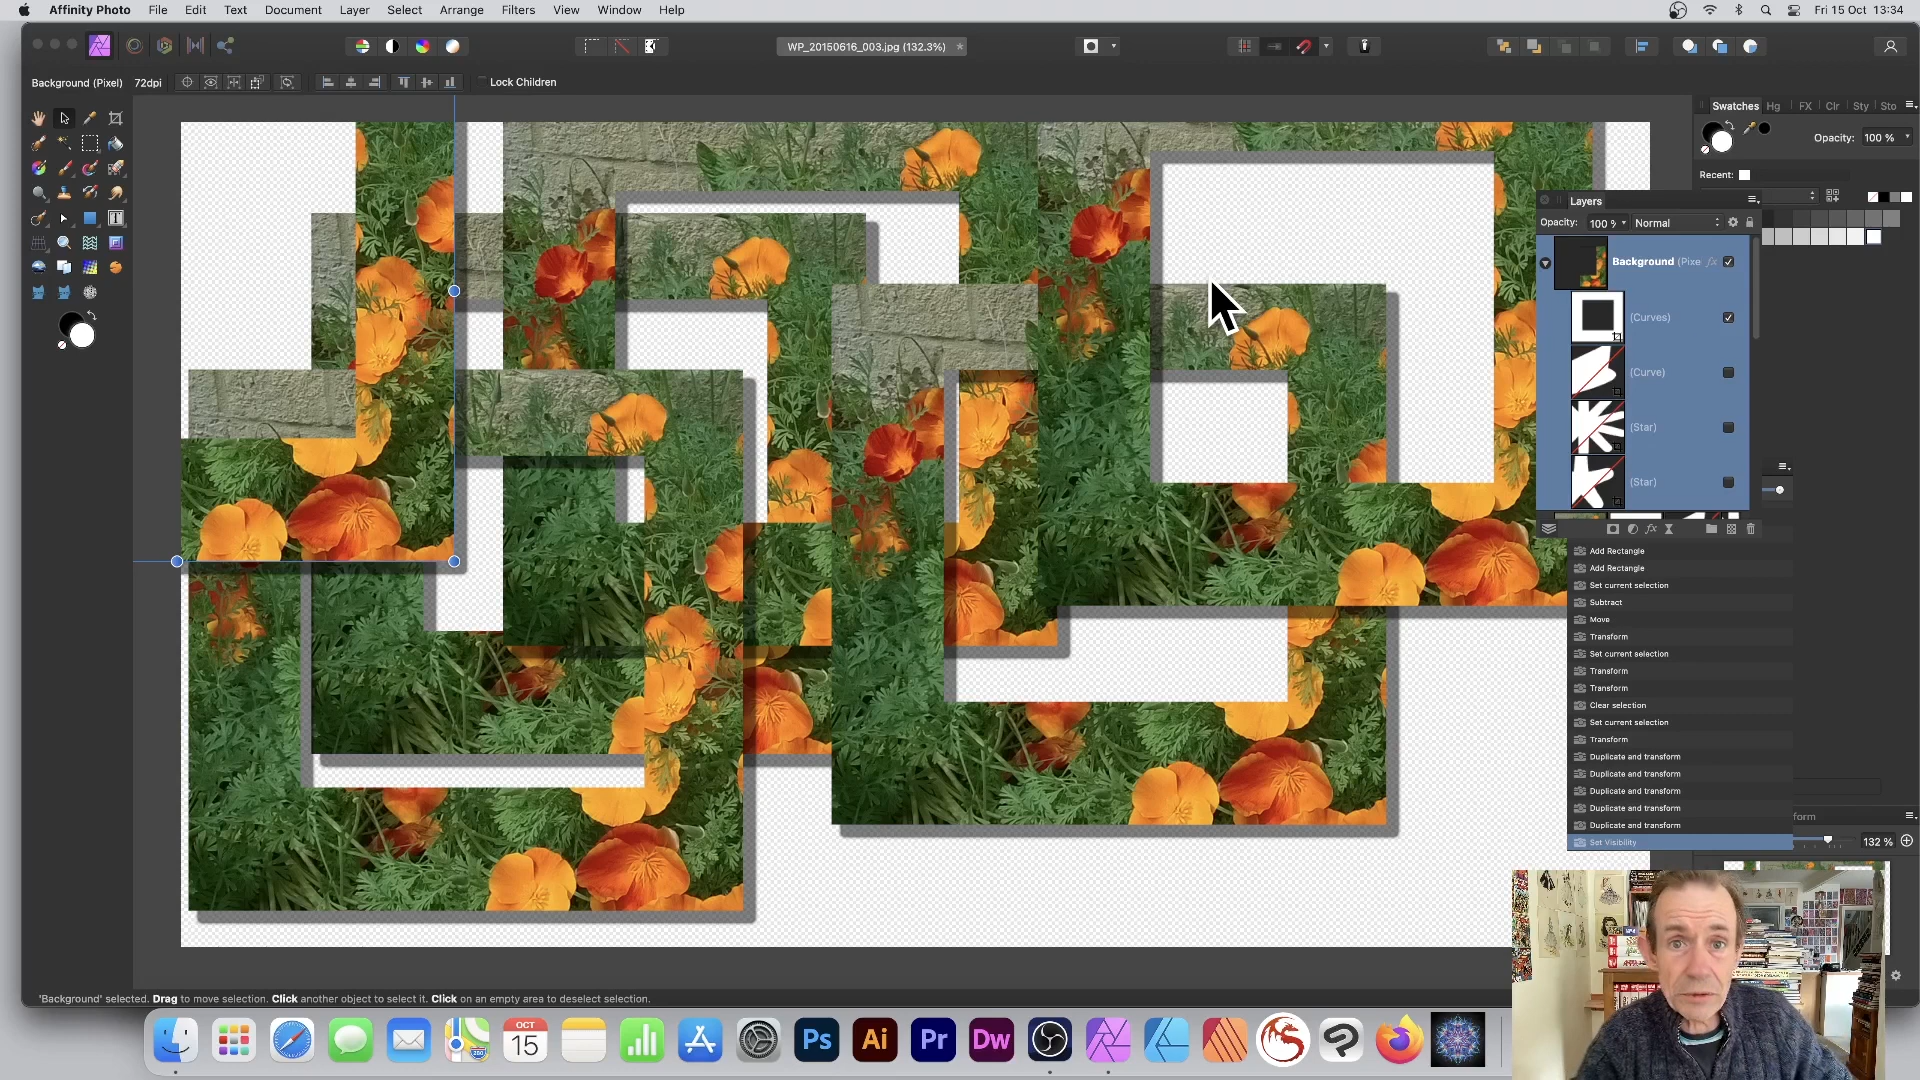 Affinity Photo File Edit Text Document Layer Select Arrange Filters View Window Help Fri 15 Oct 13:34
WP_20150616_003.jpg (132.3%)
Background (Pixel) 72dpi Lock Children
Swatches Hg FX Clr Sty Sto
Opacity: 100 %
Recent:
Layers
Opacity: 100 % Normal
Background (Pixe fx
(Curves)
(Curve)
(Star)
(Star)
fx
Add Rectangle
Add Rectangle
Set current selection
Subtract
Move
Transform
Set current selection
Transform
Transform
Clear selection
Set current selection
Transform
Duplicate and transform
Duplicate and transform
Duplicate and transform
Duplicate and transform
Duplicate and transform
form
Set Visibility
132 %
'Background' selected. Drag to move selection. Click another object to select it. Click on an empty area to deselect selection.
OCT
15
280
Ps
Ai
Pr
Dw